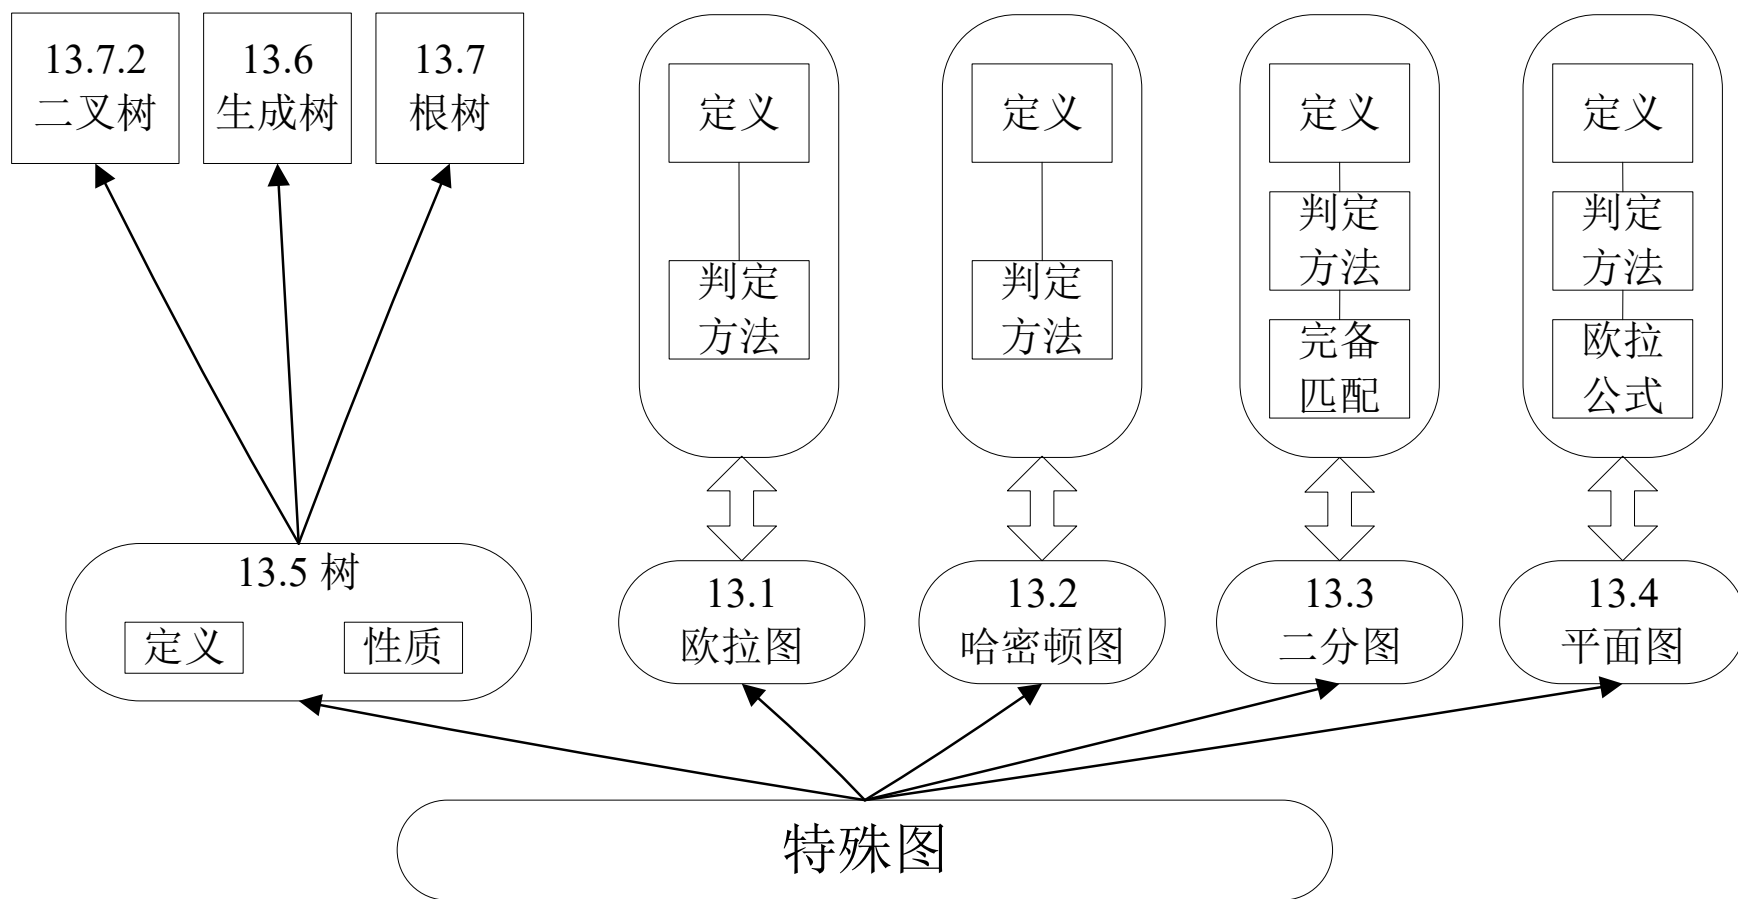 13.7.2
二叉树
13.6
生成树
13.7
根树
定义
判定
方法
定义
判定
方法
定义
判定
方法
完备
匹配
定义
判定
方法
欧拉
公式
13.5 树
定义
性质
13.1
欧拉图
13.2
哈密顿图
13.3
二分图
13.4
平面图
特殊图